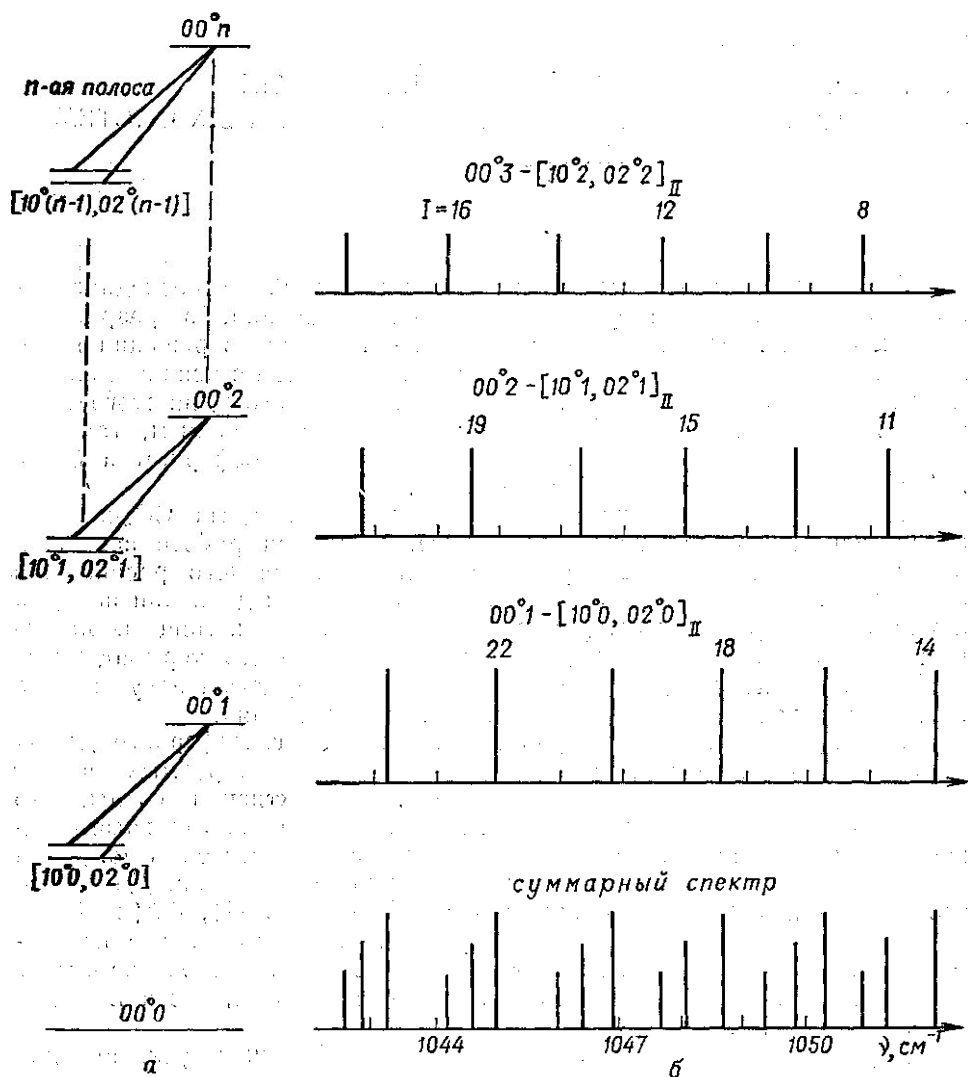 00°n
n-ая полоса
[10°(n-1),02°(n-1)]
00°2
[10°1,02°1]
00°1
[10°0,02°0]
00°0
а
00°3-[10°2,02°2]II
I=16 12 8
00°2-[10°1,02°1]II
19 15 11
00°1-[10°0,02°0]II
22 18 14
суммарный спектр
1044 1047 1050 ν,см⁻¹
б